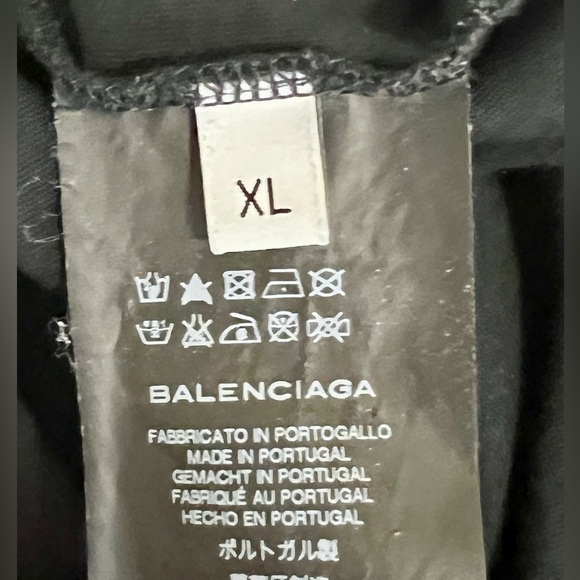 XL
BALENCIAGA
FABBRICATO IN PORTOGALLO
MADE IN PORTUGAL
GEMACHT IN PORTUGAL
FABRIQUÉ AU PORTUGAL
HECHO EN PORTUGAL
ポルトガル製